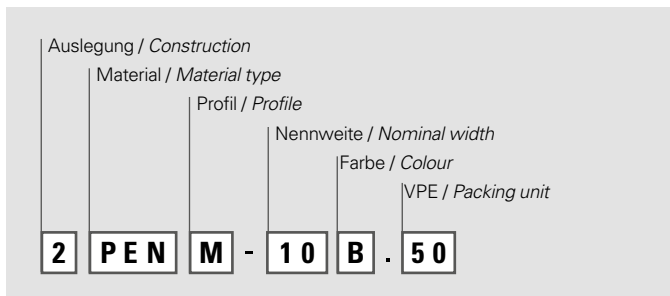 Auslegung / Construction
Material / Material type
Profil / Profile
Nennweite / Nominal width
Farbe / Colour
VPE / Packing unit
2 PEN M - 10 B . 50